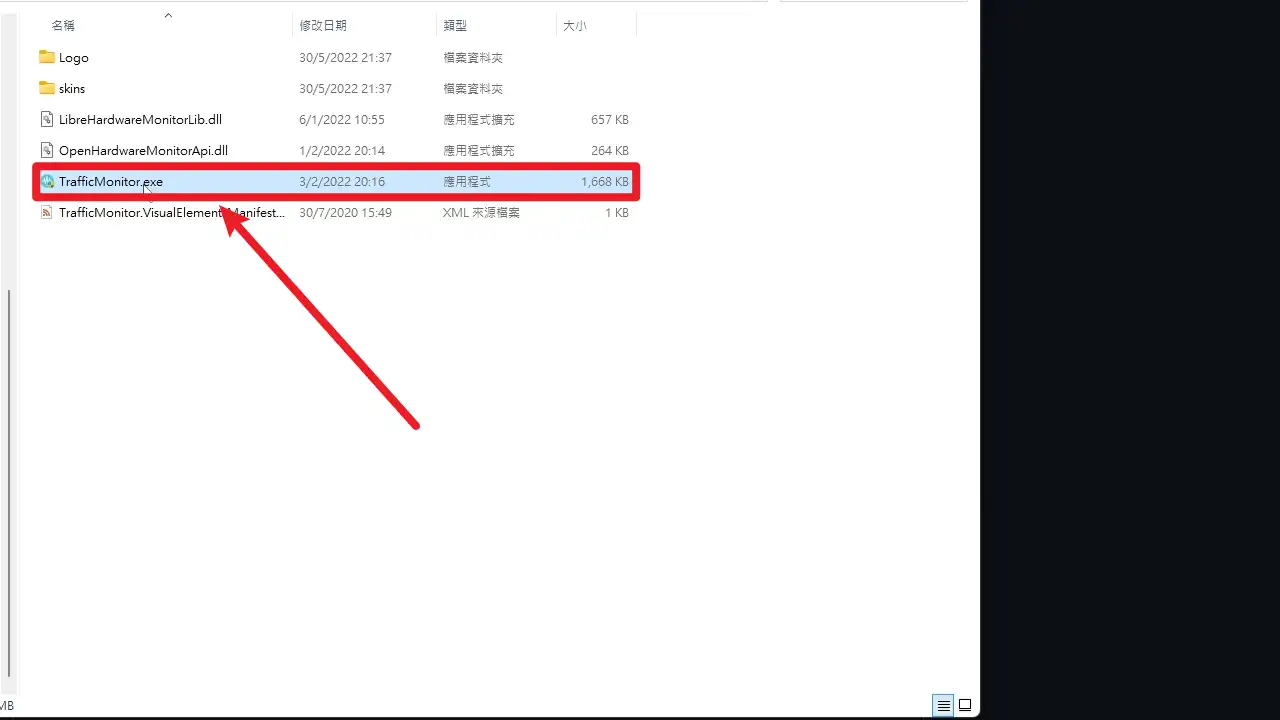 名稱 修改日期 類型 大小
Logo 30/5/2022 21:37 檔案資料夾
skins 30/5/2022 21:37 檔案資料夾
LibreHardwareMonitorLib.dll 6/1/2022 10:55 應用程式擴充 657 KB
OpenHardwareMonitorApi.dll 1/2/2022 20:14 應用程式擴充 264 KB
TrafficMonitor.exe 3/2/2022 20:16 應用程式 1,668 KB
TrafficMonitor.VisualElementsManifest... 30/7/2020 15:49 XML 來源檔案 1 KB
MB